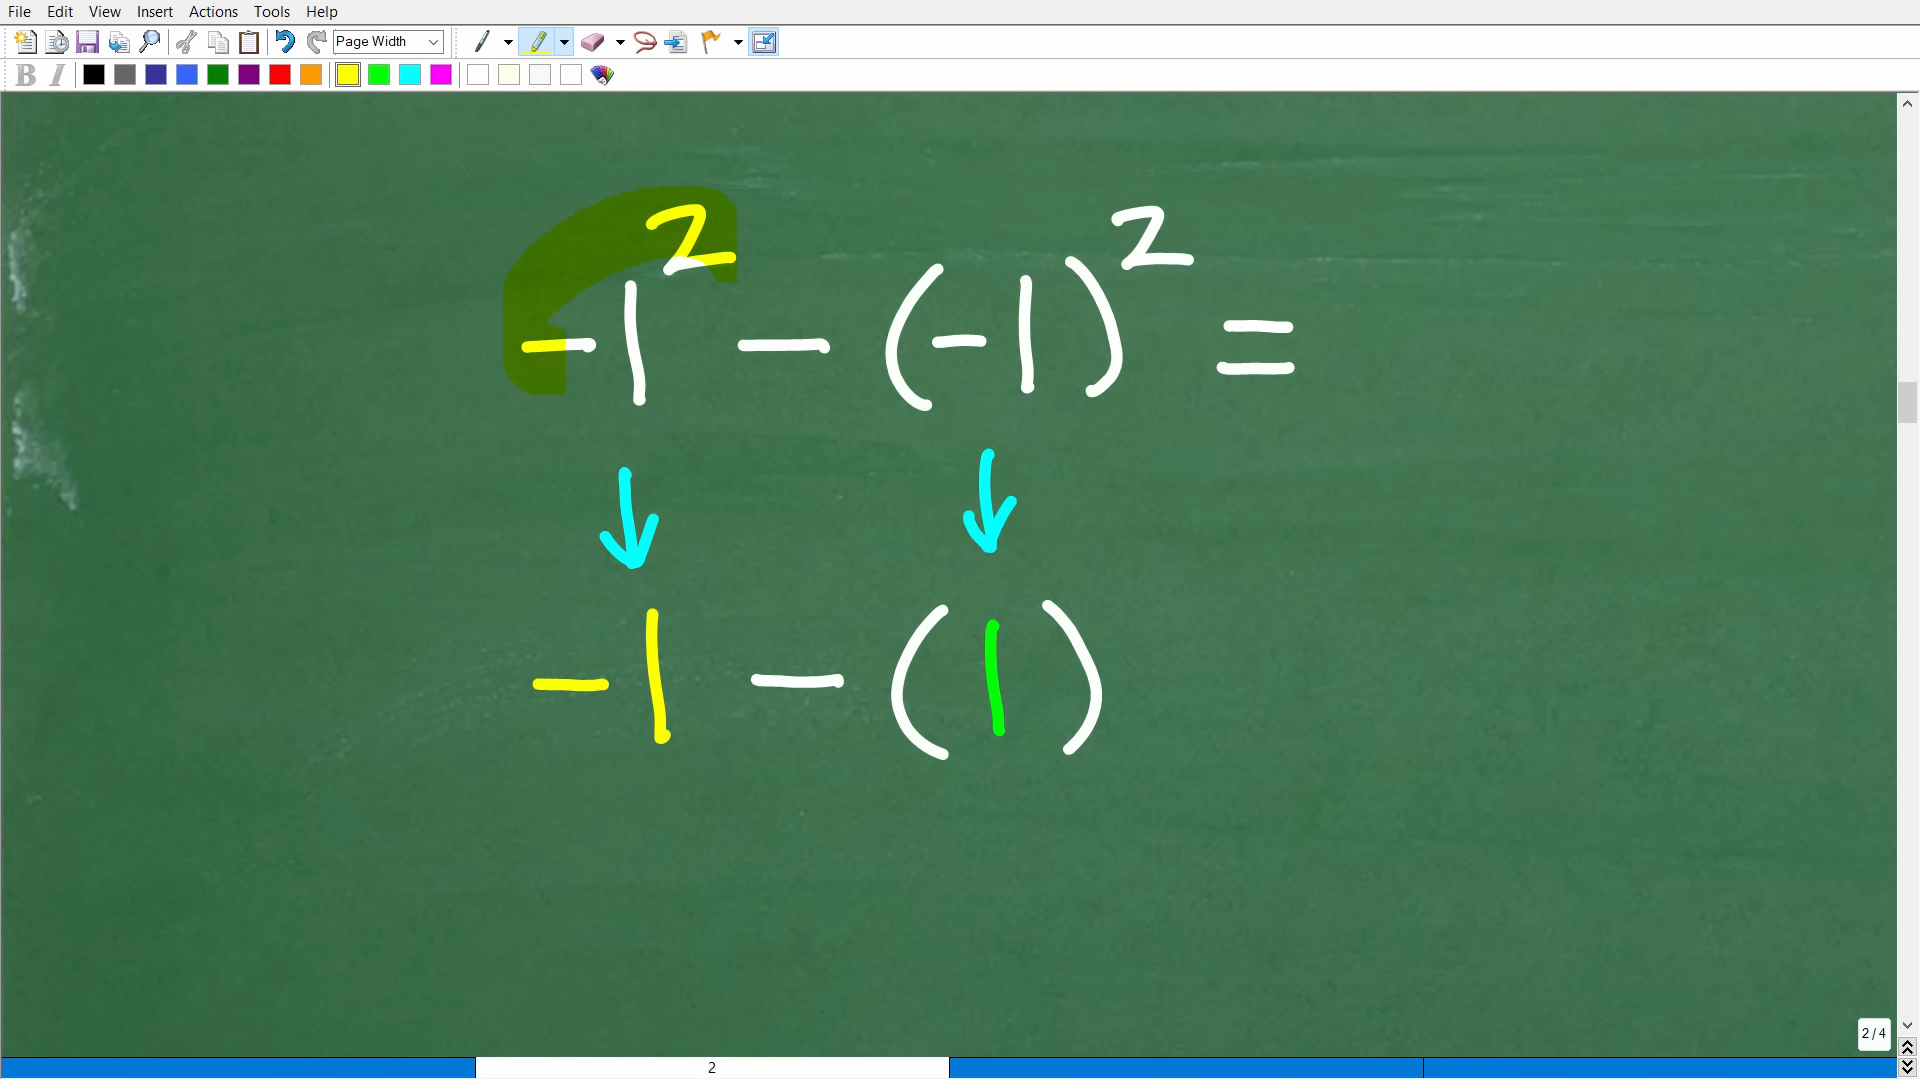 File Edit View Insert Actions Tools Help
Page Width
B I
-1² - (-1)² =
-1 - (1)
2/4
2